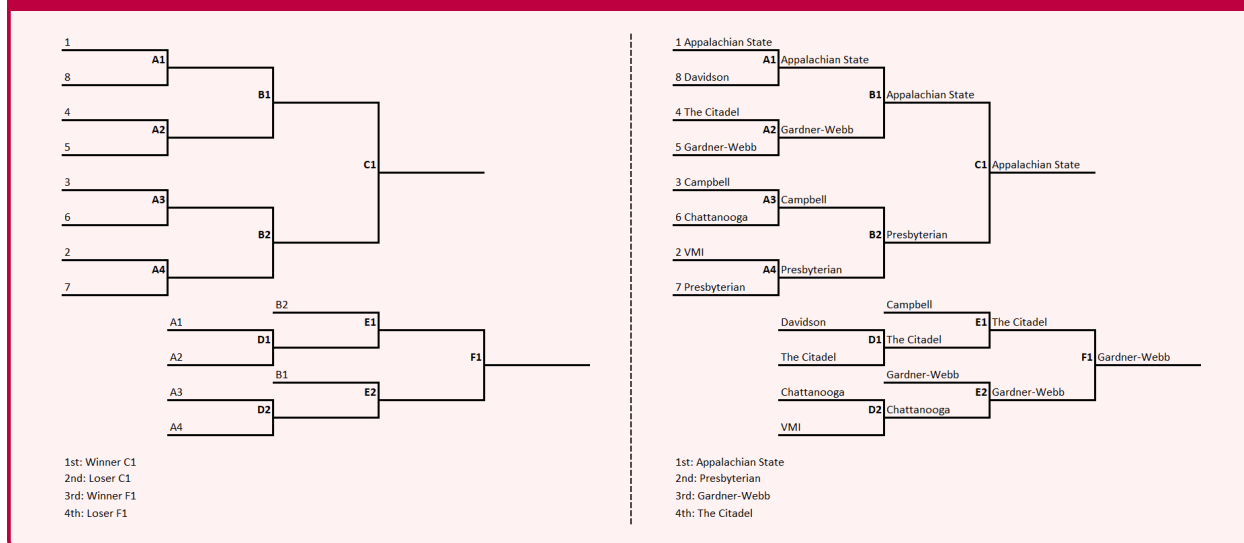 1
A1
8
B1
4
A2
5
C1
3
A3
6
B2
2
A4
7
B2
A1
E1
D1
A2
F1
B1
A3
E2
D2
A4
1st: Winner C1
2nd: Loser C1
3rd: Winner F1
4th: Loser F1
1 Appalachian State
A1 Appalachian State
8 Davidson
B1 Appalachian State
4 The Citadel
A2 Gardner-Webb
5 Gardner-Webb
C1 Appalachian State
3 Campbell
A3 Campbell
6 Chattanooga
B2 Presbyterian
2 VMI
A4 Presbyterian
7 Presbyterian
Campbell
Davidson
E1 The Citadel
D1 The Citadel
The Citadel
F1 Gardner-Webb
Gardner-Webb
Chattanooga
E2 Gardner-Webb
D2 Chattanooga
VMI
1st: Appalachian State
2nd: Presbyterian
3rd: Gardner-Webb
4th: The Citadel